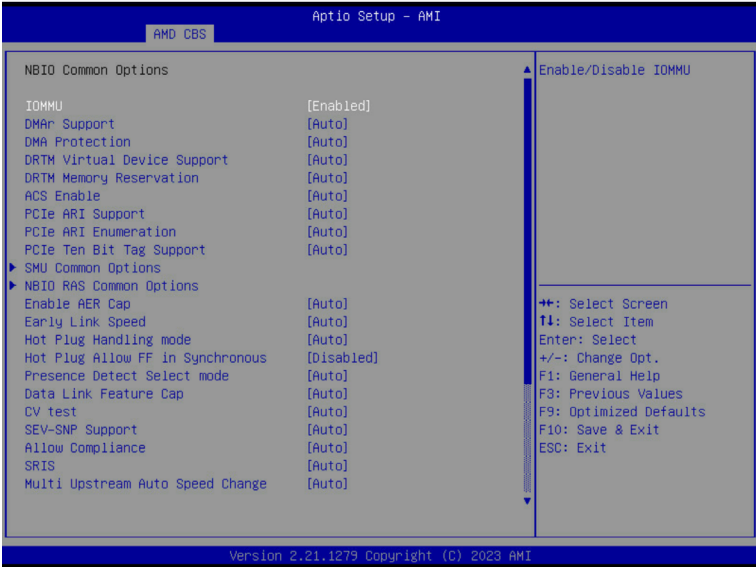 Aptio Setup – AMI
AMD CBS
NBIO Common Options
Enable/Disable IOMMU
IOMMU [Enabled]
DMAr Support [Auto]
DMA Protection [Auto]
DRTM Virtual Device Support [Auto]
DRTM Memory Reservation [Auto]
ACS Enable [Auto]
PCIe ARI Support [Auto]
PCIe ARI Enumeration [Auto]
PCIe Ten Bit Tag Support [Auto]
SMU Common Options
NBIO RAS Common Options
Enable AER Cap [Auto]
Early Link Speed [Auto]
Hot Plug Handling mode [Auto]
Hot Plug Allow FF in Synchronous [Disabled]
Presence Detect Select mode [Auto]
Data Link Feature Cap [Auto]
CV test [Auto]
SEV-SNP Support [Auto]
Allow Compliance [Auto]
SRIS [Auto]
Multi Upstream Auto Speed Change [Auto]
→←: Select Screen
↑↓: Select Item
Enter: Select
+/-: Change Opt.
F1: General Help
F3: Previous Values
F9: Optimized Defaults
F10: Save & Exit
ESC: Exit
Version 2.21.1279 Copyright (C) 2023 AMI